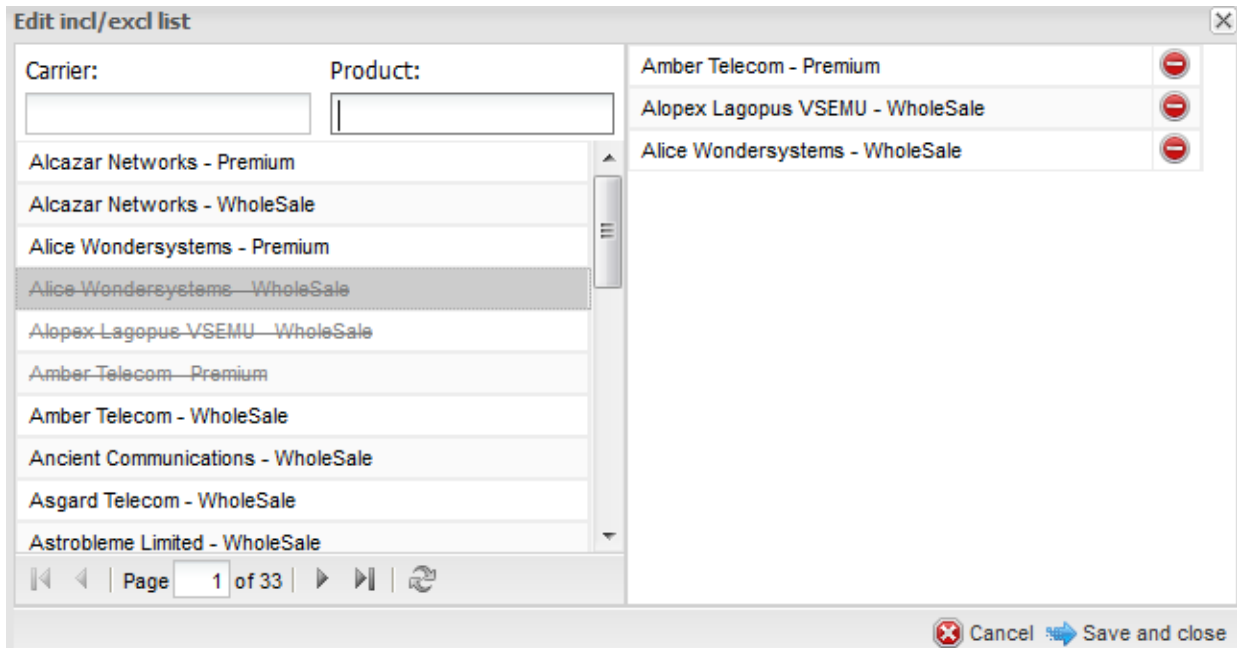 Edit incl/excl list
Carrier:
Product:
Alcazar Networks - Premium
Alcazar Networks - WholeSale
Alice Wondersystems - Premium
Alice Wondersystems - WholeSale
Alopex Lagopus VSEMU - WholeSale
Amber Telecom - Premium
Amber Telecom - WholeSale
Ancient Communications - WholeSale
Asgard Telecom - WholeSale
Astrobleme Limited - WholeSale
Page 1 of 33
Amber Telecom - Premium
Alopex Lagopus VSEMU - WholeSale
Alice Wondersystems - WholeSale
Cancel Save and close